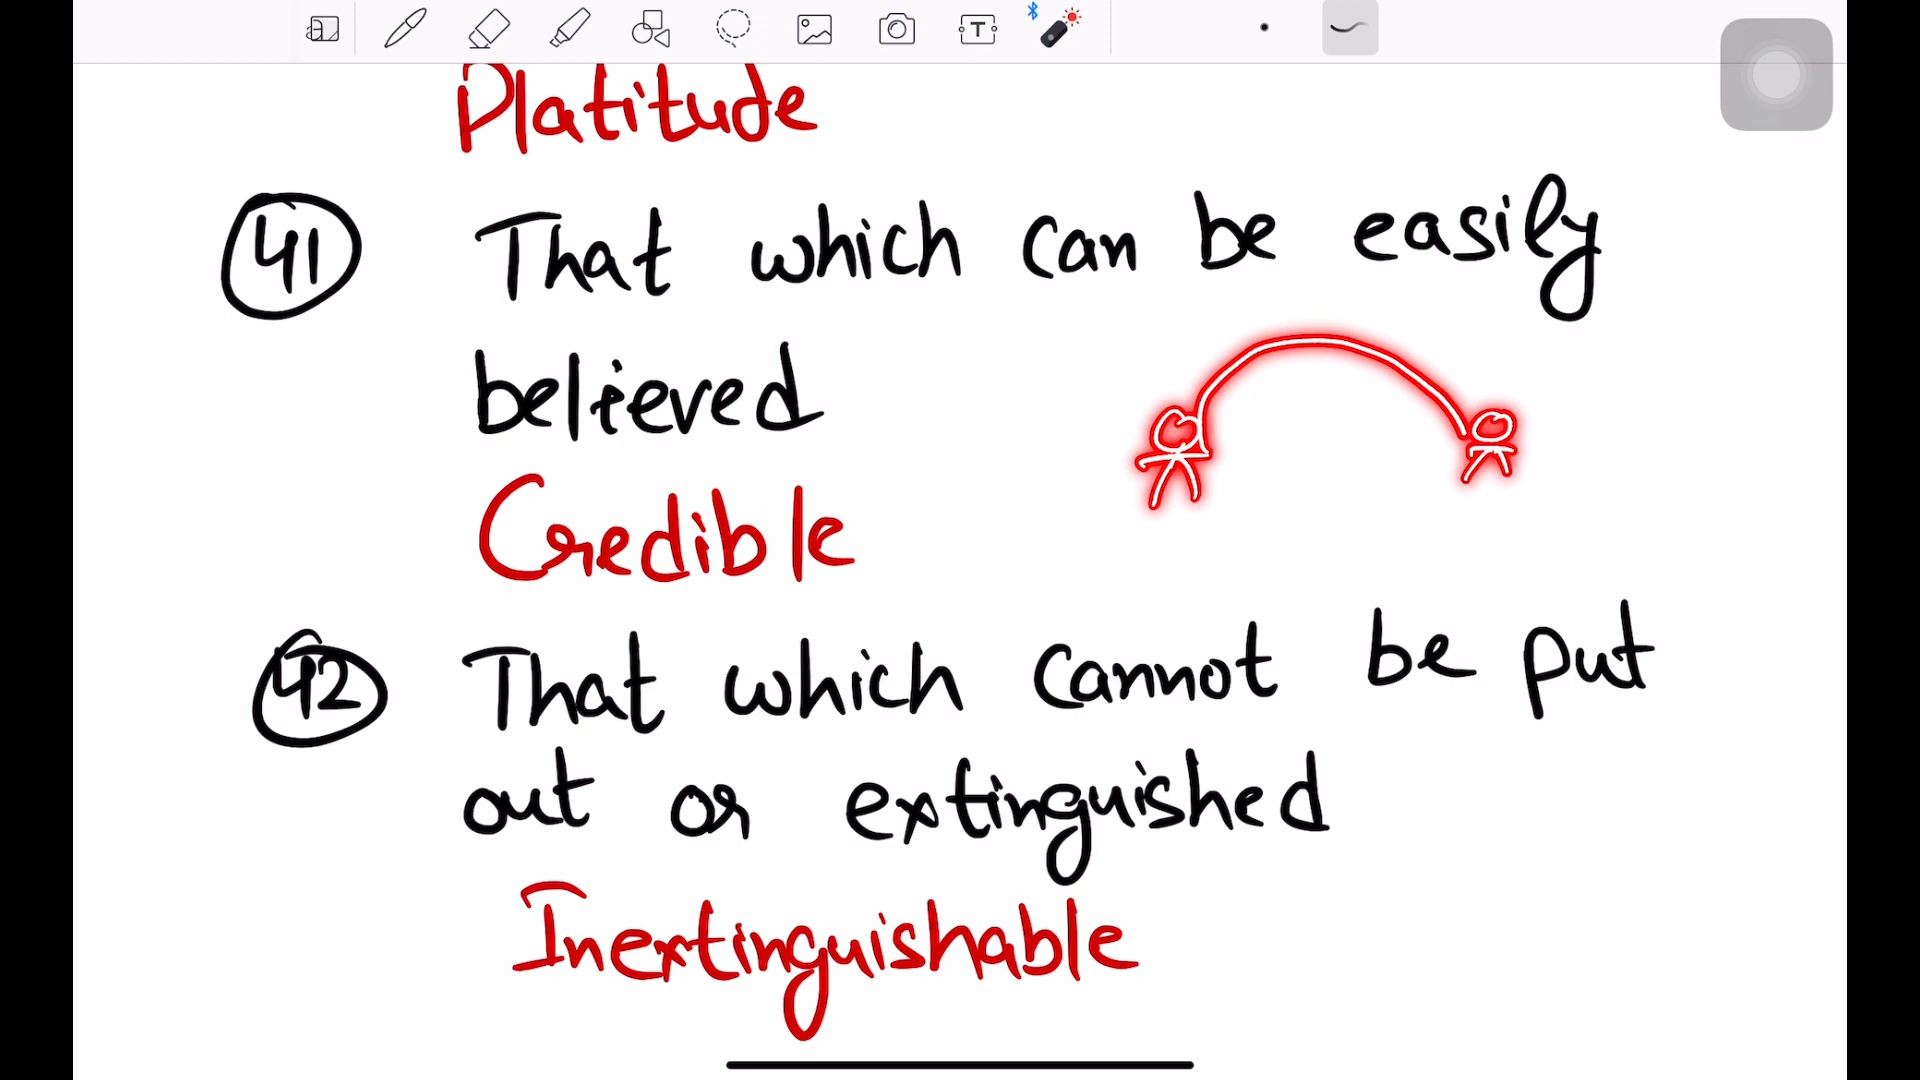 Platitude
41 That which can be easily
believed
Credible
42 That which cannot be put
out or extinguished
Inextinguishable